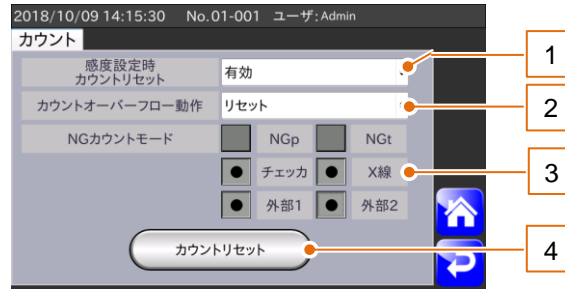 2018/10/09 14:15:30 No.01-001 ユーザ:Admin
カウント
感度設定時
カウントリセット 有効
1
カウントオーバーフロー動作 リセット
2
NGカウントモード NGp NGt
チェッカ X線
3
外部1 外部2
カウントリセット
4